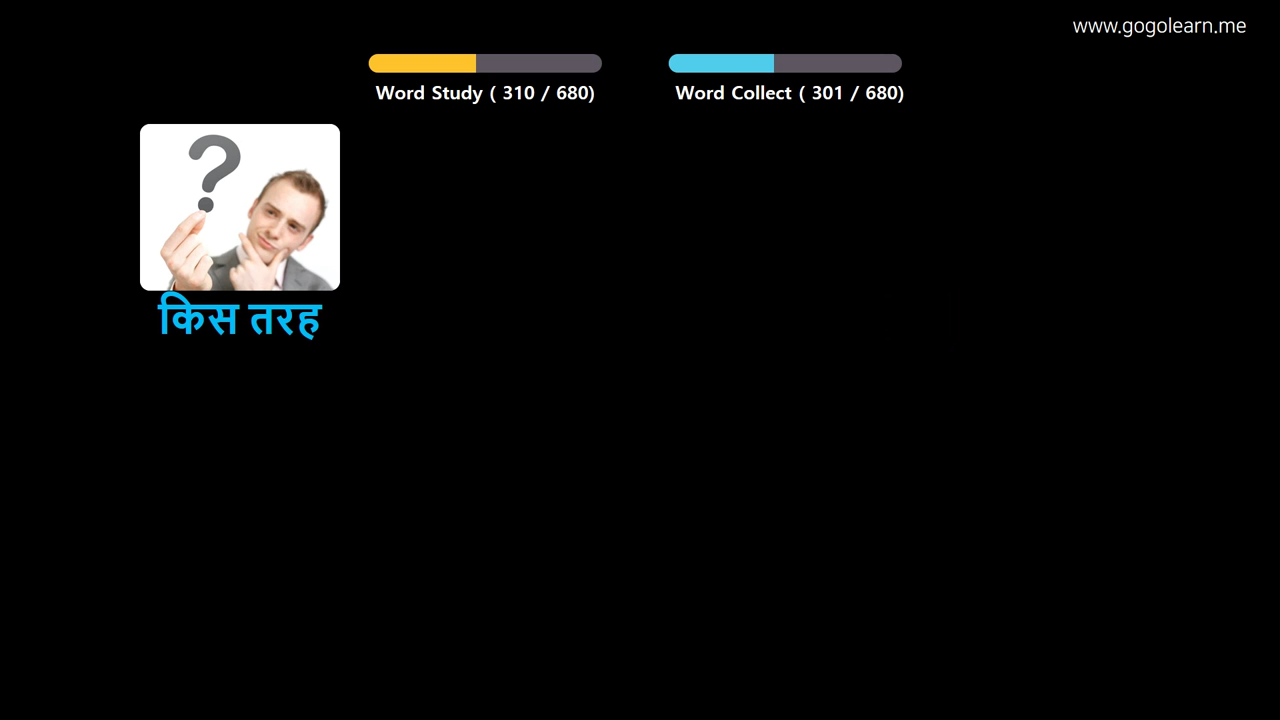 www.gogolearn.me
Word Study ( 310 / 680)
Word Collect ( 301 / 680)
?
किस तरह